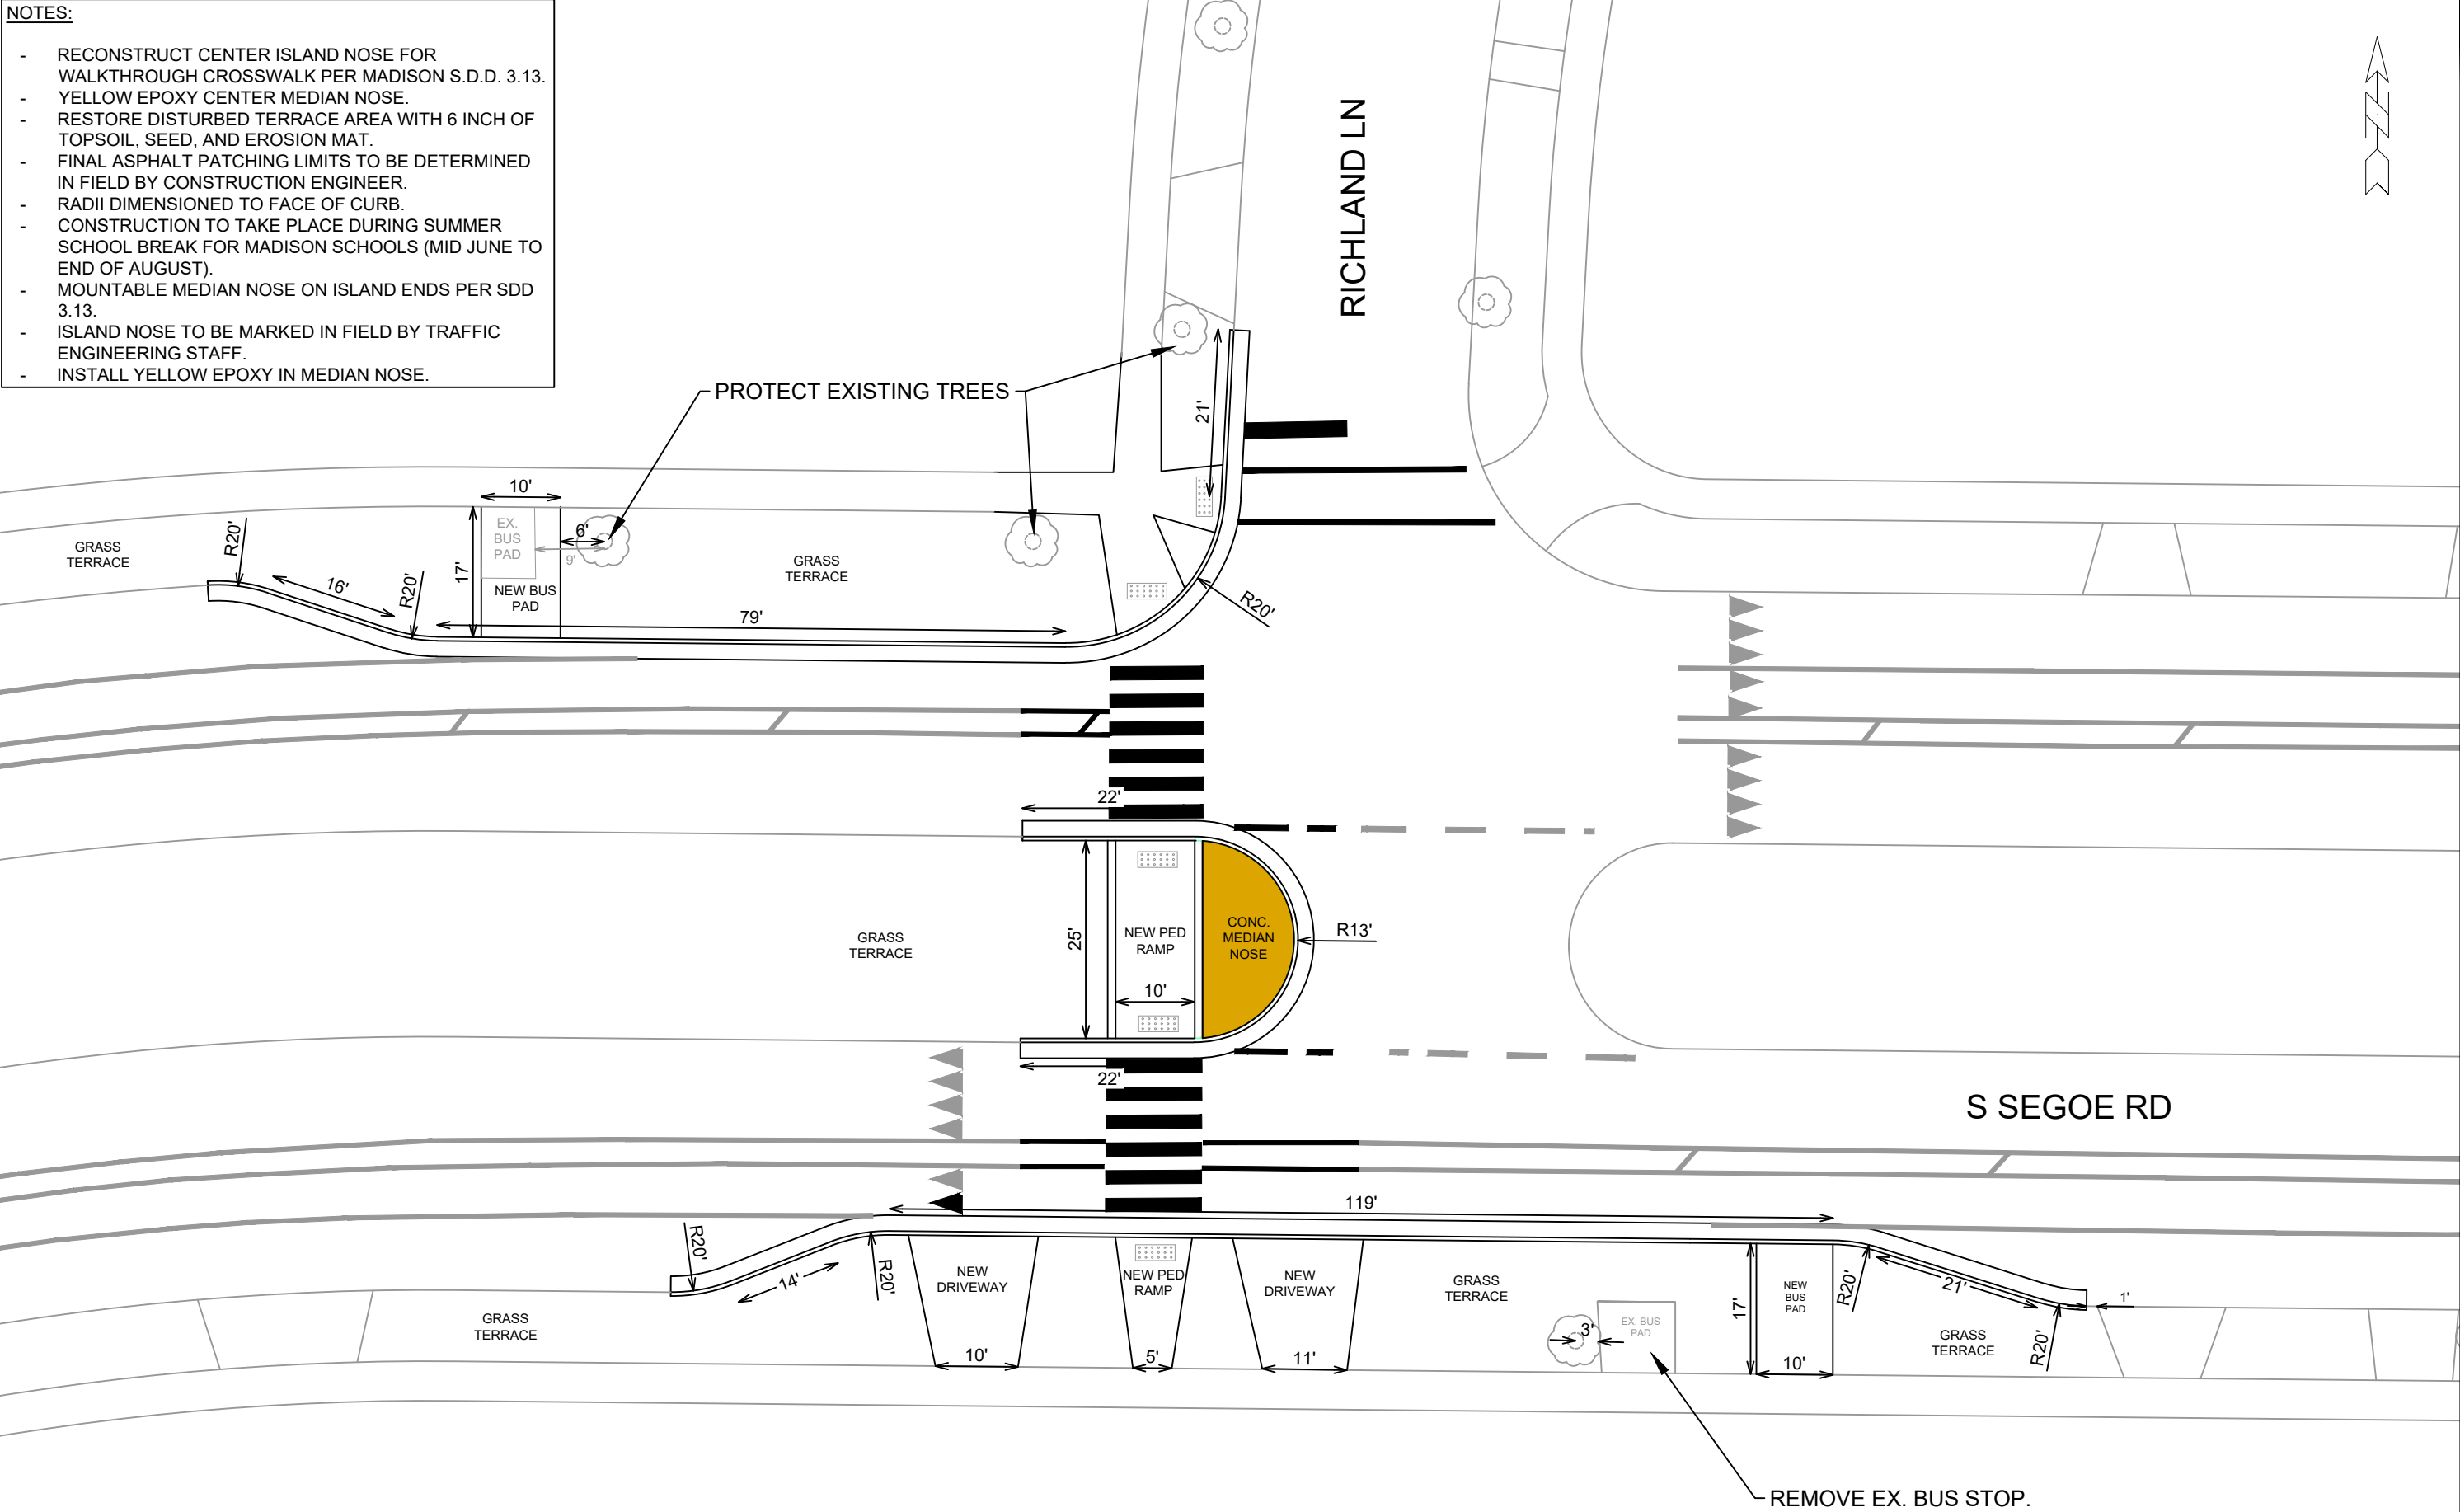 NOTES:
- RECONSTRUCT CENTER ISLAND NOSE FOR
WALKTHROUGH CROSSWALK PER MADISON S.D.D. 3.13.
- YELLOW EPOXY CENTER MEDIAN NOSE.
- RESTORE DISTURBED TERRACE AREA WITH 6 INCH OF
TOPSOIL, SEED, AND EROSION MAT.
- FINAL ASPHALT PATCHING LIMITS TO BE DETERMINED
IN FIELD BY CONSTRUCTION ENGINEER.
- RADII DIMENSIONED TO FACE OF CURB.
- CONSTRUCTION TO TAKE PLACE DURING SUMMER
SCHOOL BREAK FOR MADISON SCHOOLS (MID JUNE TO
END OF AUGUST).
- MOUNTABLE MEDIAN NOSE ON ISLAND ENDS PER SDD
3.13.
- ISLAND NOSE TO BE MARKED IN FIELD BY TRAFFIC
ENGINEERING STAFF.
- INSTALL YELLOW EPOXY IN MEDIAN NOSE.
N
RICHLAND LN
PROTECT EXISTING TREES
21'
10'
GRASS
TERRACE
R20'
16'
R20'
17'
EX.
BUS
PAD
6'
9'
NEW BUS
PAD
GRASS
TERRACE
79'
R20'
22'
GRASS
TERRACE
25'
NEW PED
RAMP
10'
CONC.
MEDIAN
NOSE
R13'
22'
S SEGOE RD
119'
R20'
14'
R20'
GRASS
TERRACE
NEW
DRIVEWAY
10'
NEW PED
RAMP
5'
NEW
DRIVEWAY
11'
GRASS
TERRACE
3'
EX. BUS
PAD
17'
NEW
BUS
PAD
10'
R20'
21'
1'
GRASS
TERRACE
R20'
REMOVE EX. BUS STOP.